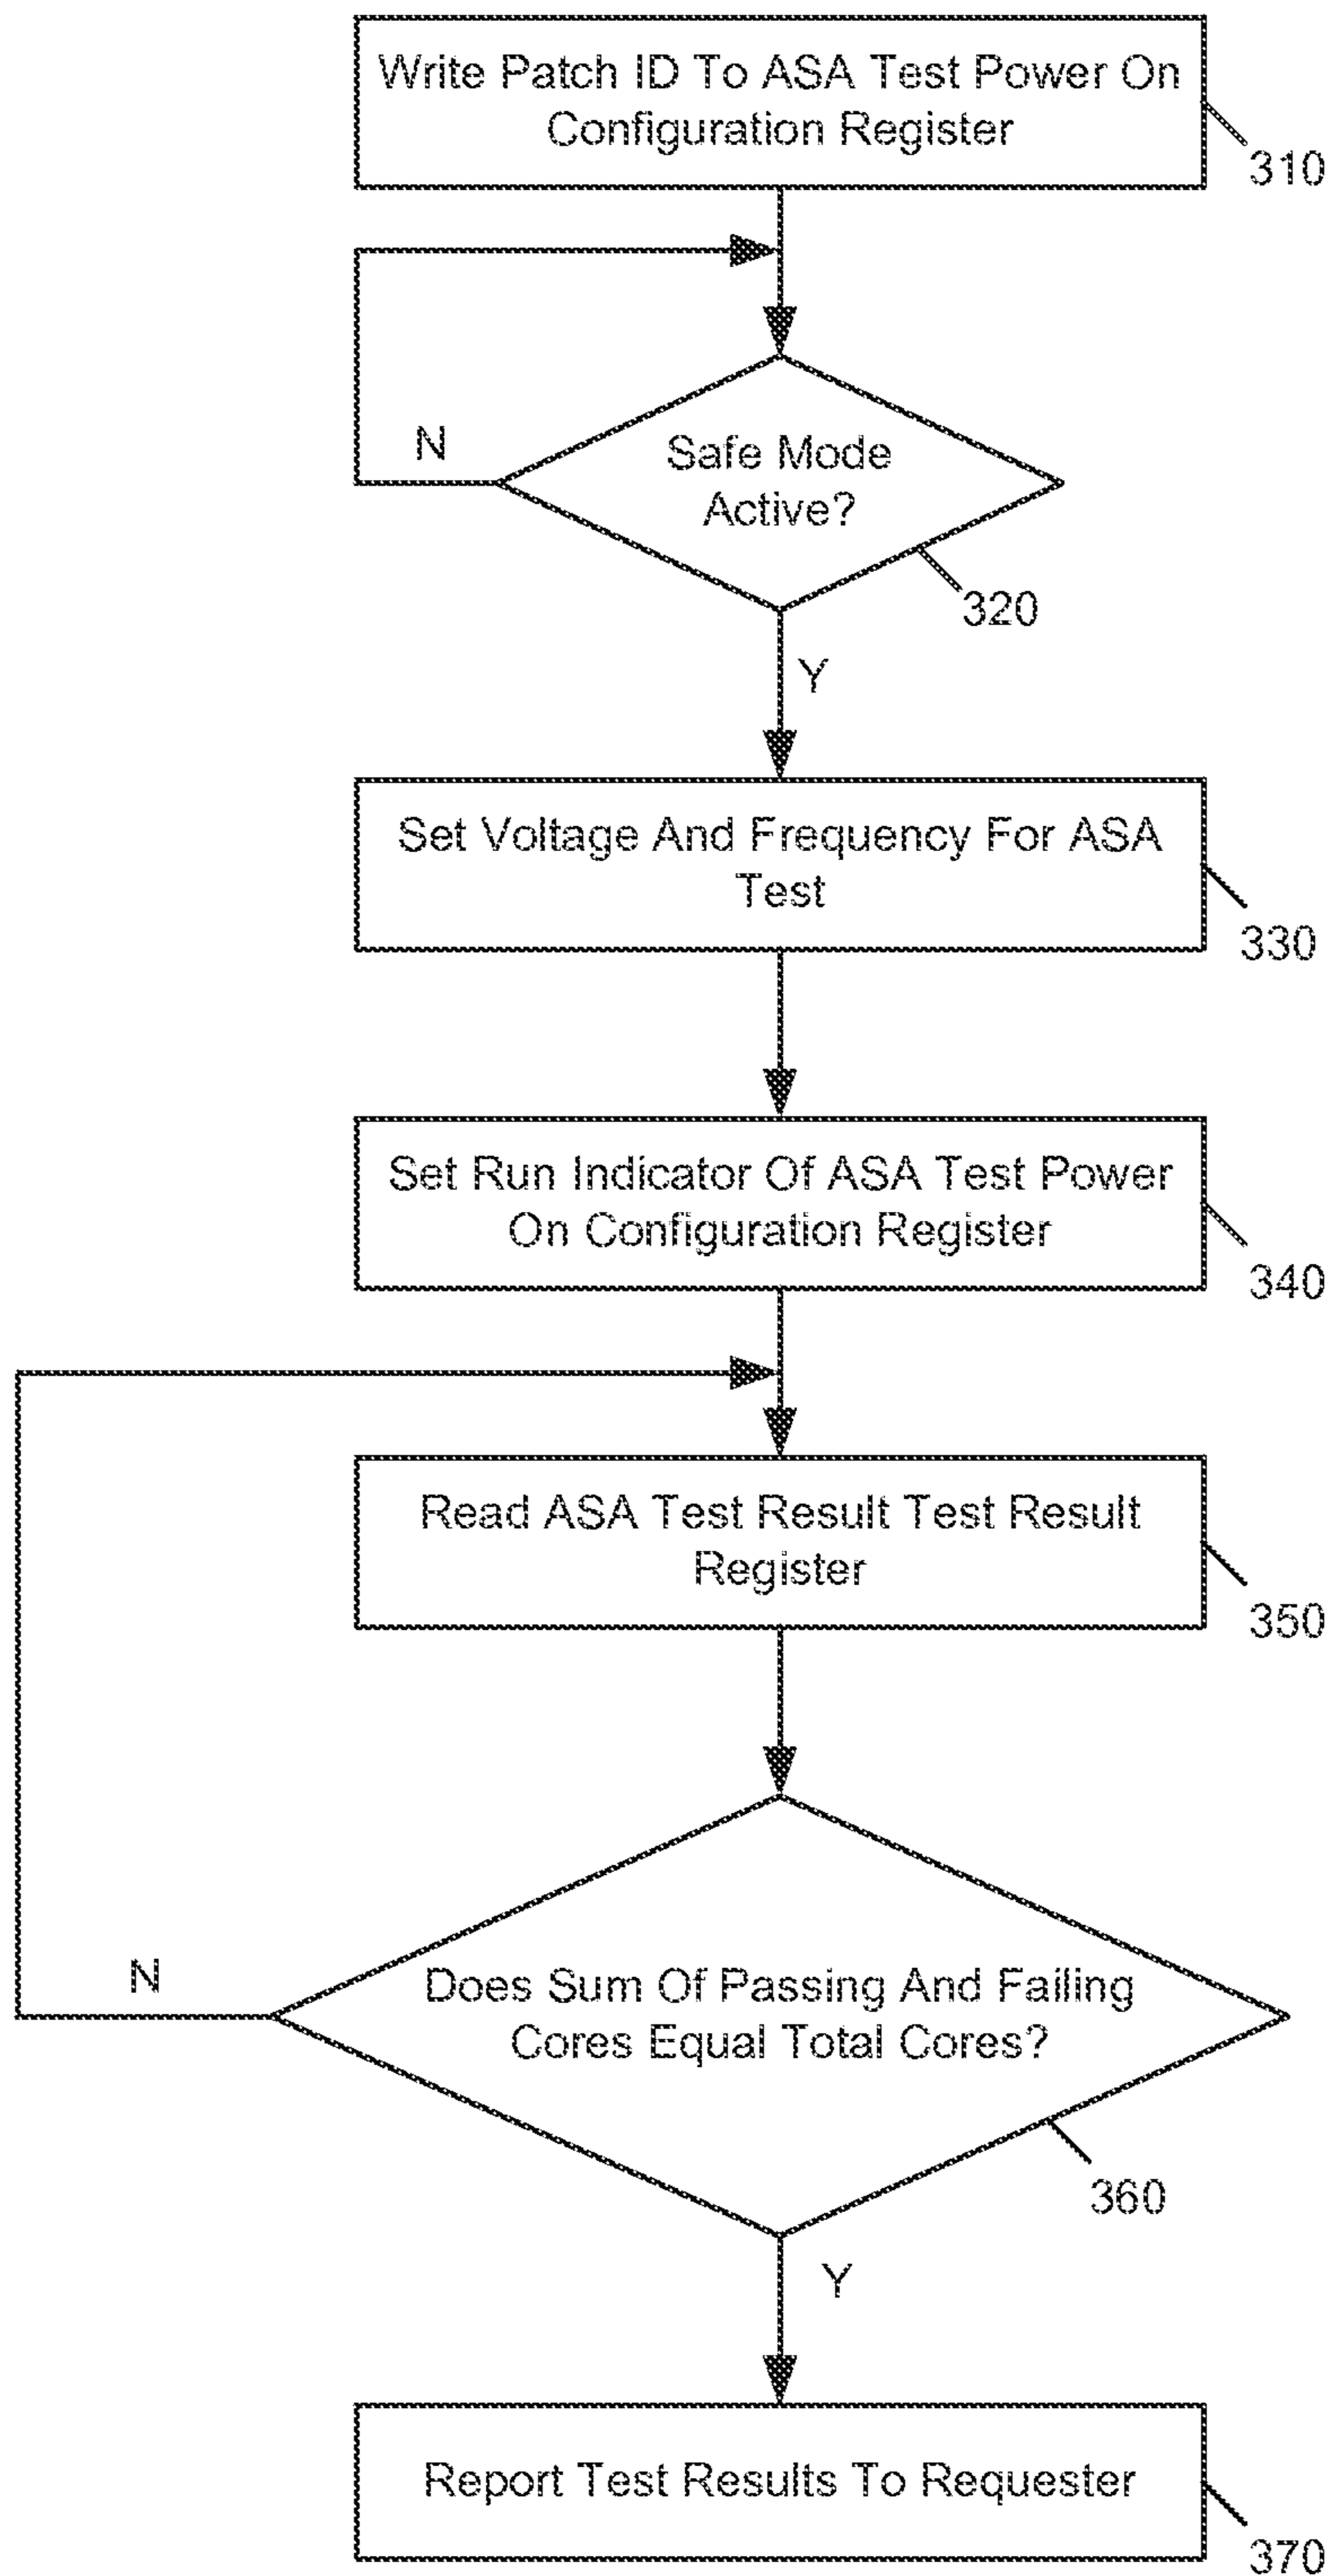 Write Patch ID To ASA Test Power On
Configuration Register
310
N
Safe Mode
Active?
320
Y
Set Voltage And Frequency For ASA
Test
330
Set Run Indicator Of ASA Test Power
On Configuration Register
340
Read ASA Test Result Test Result
Register
350
N
Does Sum Of Passing And Failing
Cores Equal Total Cores?
360
Y
Report Test Results To Requester
370